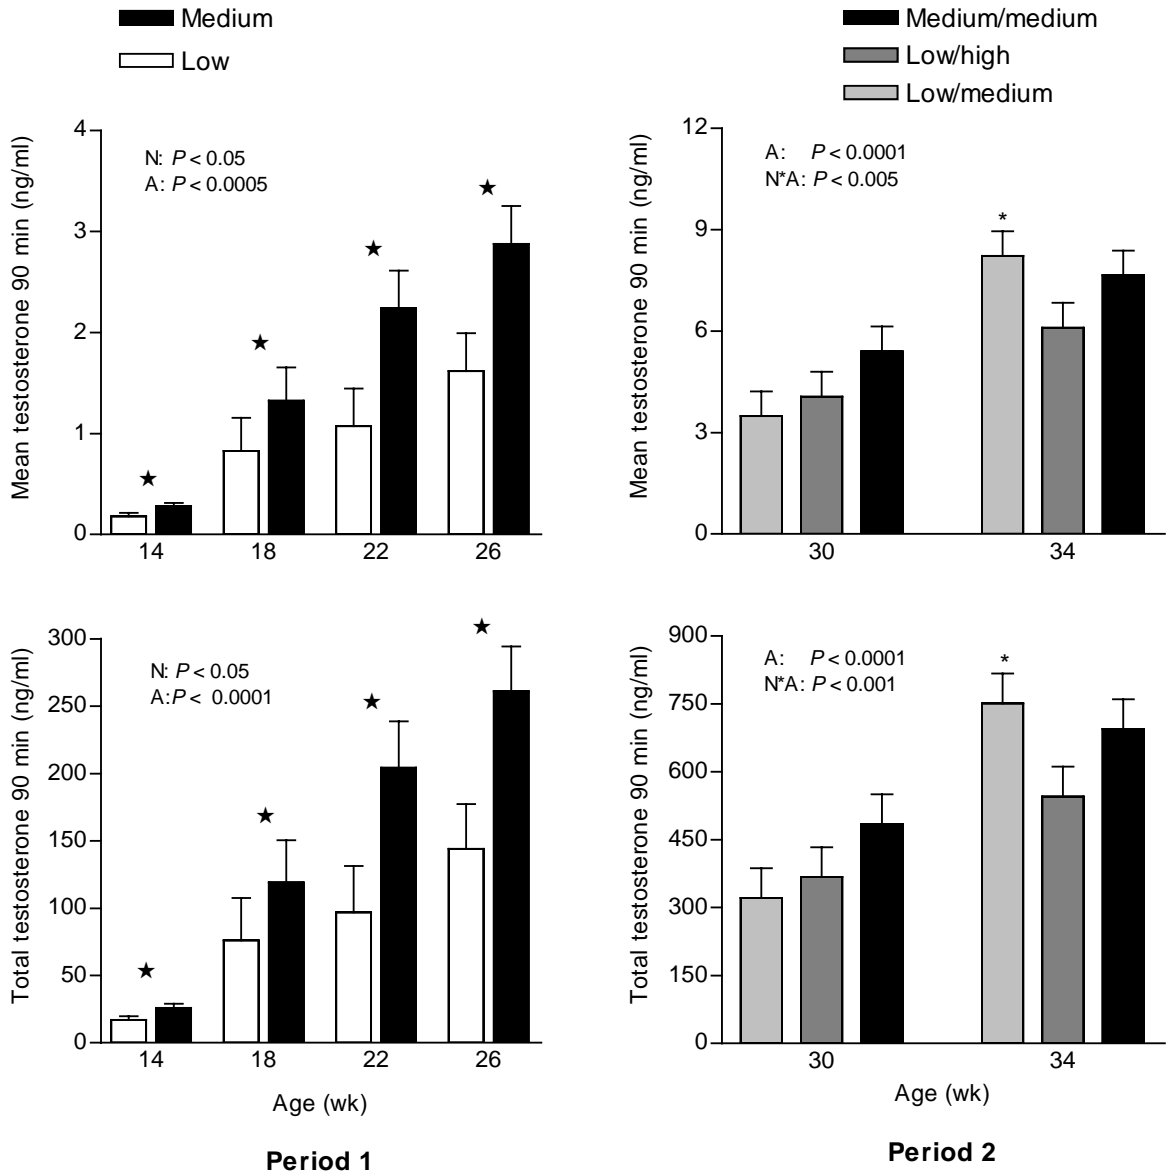 Medium
Low
Medium/medium
Low/high
Low/medium
Mean testosterone 90 min (ng/ml)
4
3
2
1
0
N: P < 0.05
A: P < 0.0005
★
★
★
★
14 18 22 26
Mean testosterone 90 min (ng/ml)
12
9
6
3
0
A: P < 0.0001
N*A: P < 0.005
*
30 34
Total testosterone 90 min (ng/ml)
300
250
200
150
100
50
0
N: P < 0.05
A:P < 0.0001
★
★
★
★
14 18 22 26
Age (wk)
Period 1
Total testosterone 90 min (ng/ml)
900
750
600
450
300
150
0
A: P < 0.0001
N*A: P < 0.001
*
30 34
Age (wk)
Period 2